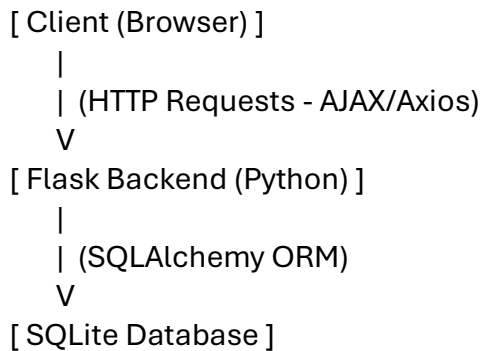 [ Client (Browser) ]
|
| (HTTP Requests - AJAX/Axios)
V
[ Flask Backend (Python) ]
|
| (SQLAlchemy ORM)
V
[ SQLite Database ]